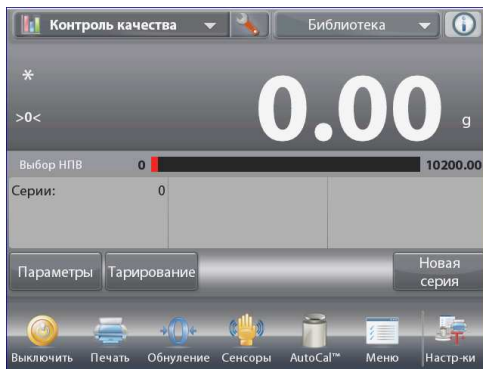 Контроль качества
Библиотека
*
>0<
0.00 g
Выбор НПВ 0 10200.00
Серии: 0
Параметры Тарирование Новая серия
Выключить Печать Обнуление Сенсоры AutoCal™ Меню Настр-ки